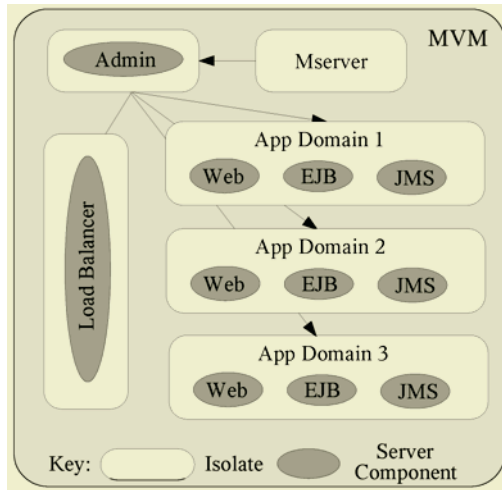 MVM
Admin
Mserver
App Domain 1
Web EJB JMS
Load Balancer
App Domain 2
Web EJB JMS
App Domain 3
Web EJB JMS
Key: Isolate Server
Component